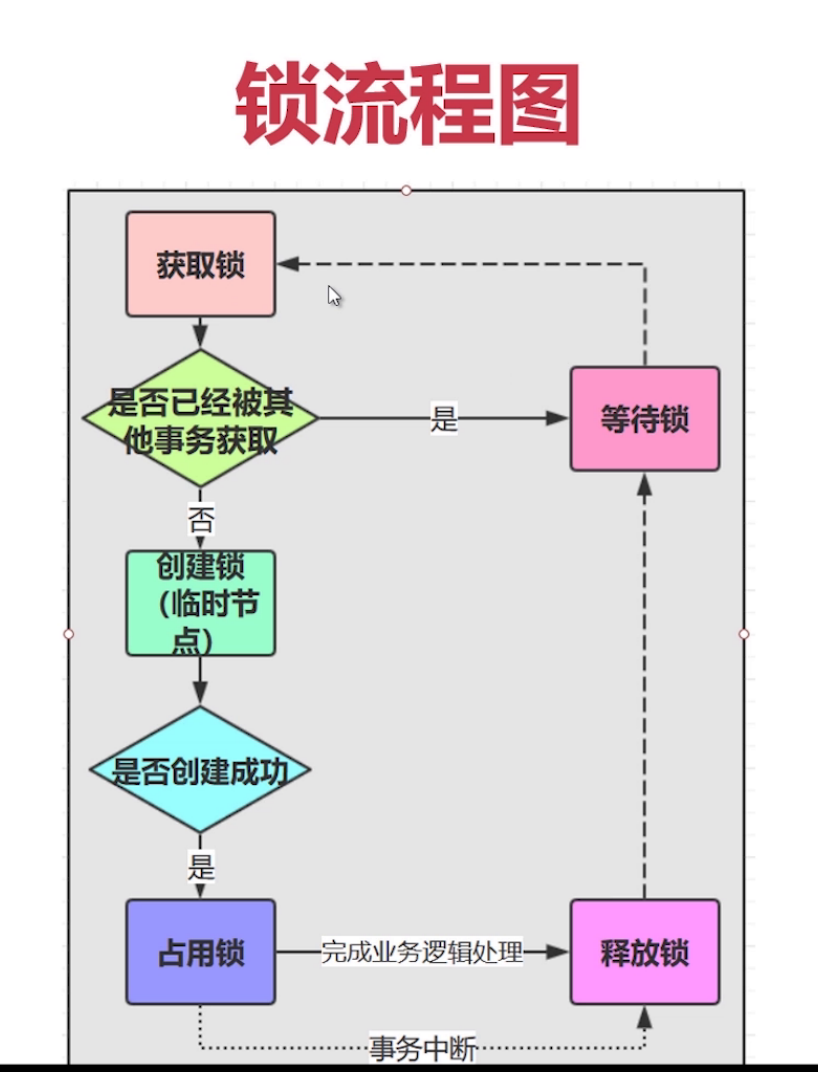 锁流程图
获取锁
是否已经被其
他事务获取
是
等待锁
否
创建锁
（临时节
点）
是否创建成功
是
占用锁
完成业务逻辑处理
释放锁
事务中断